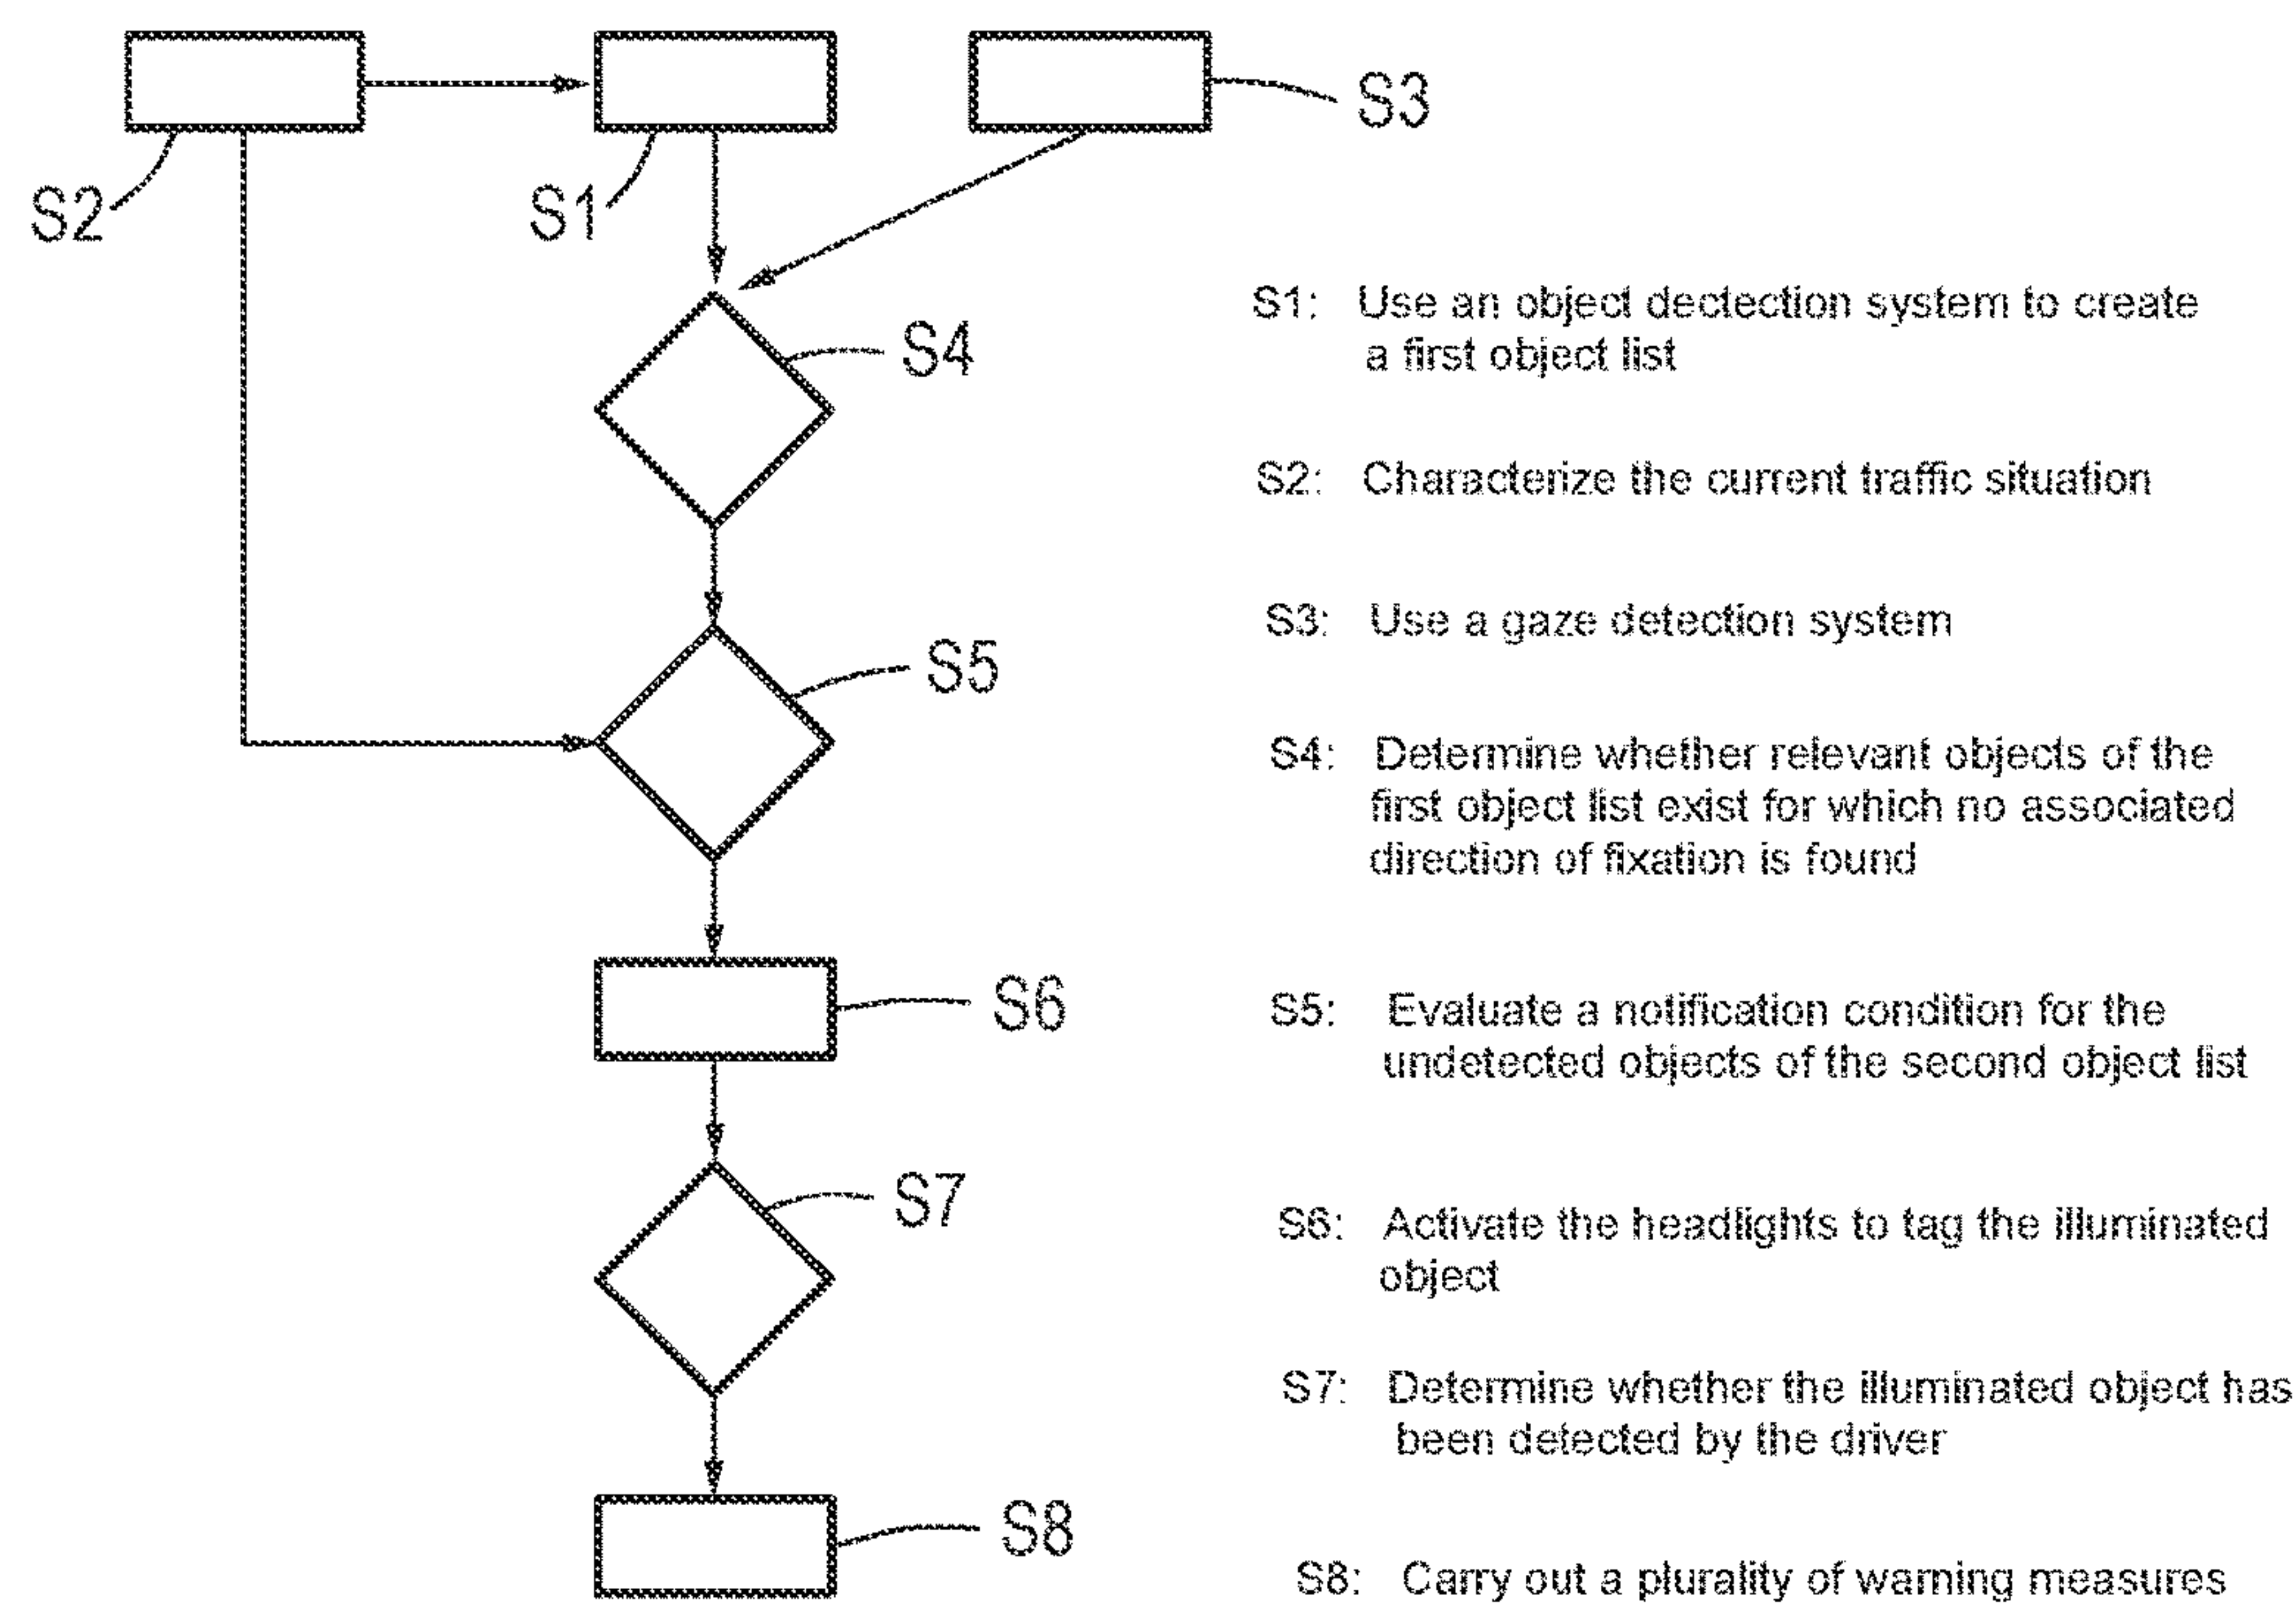 S3
S2
S1
S4
S5
S6
S7
S8
S1: Use an object dectection system to create
a first object list
S2: Characterize the current traffic situation
S3: Use a gaze detection system
S4: Determine whether relevant objects of the
first object list exist for which no associated
direction of fixation is found
S5: Evaluate a notification condition for the
undetected objects of the second object list
S6: Activate the headlights to tag the illuminated
object
S7: Determine whether the illuminated object has
been detected by the driver
S8: Carry out a plurality of warning measures